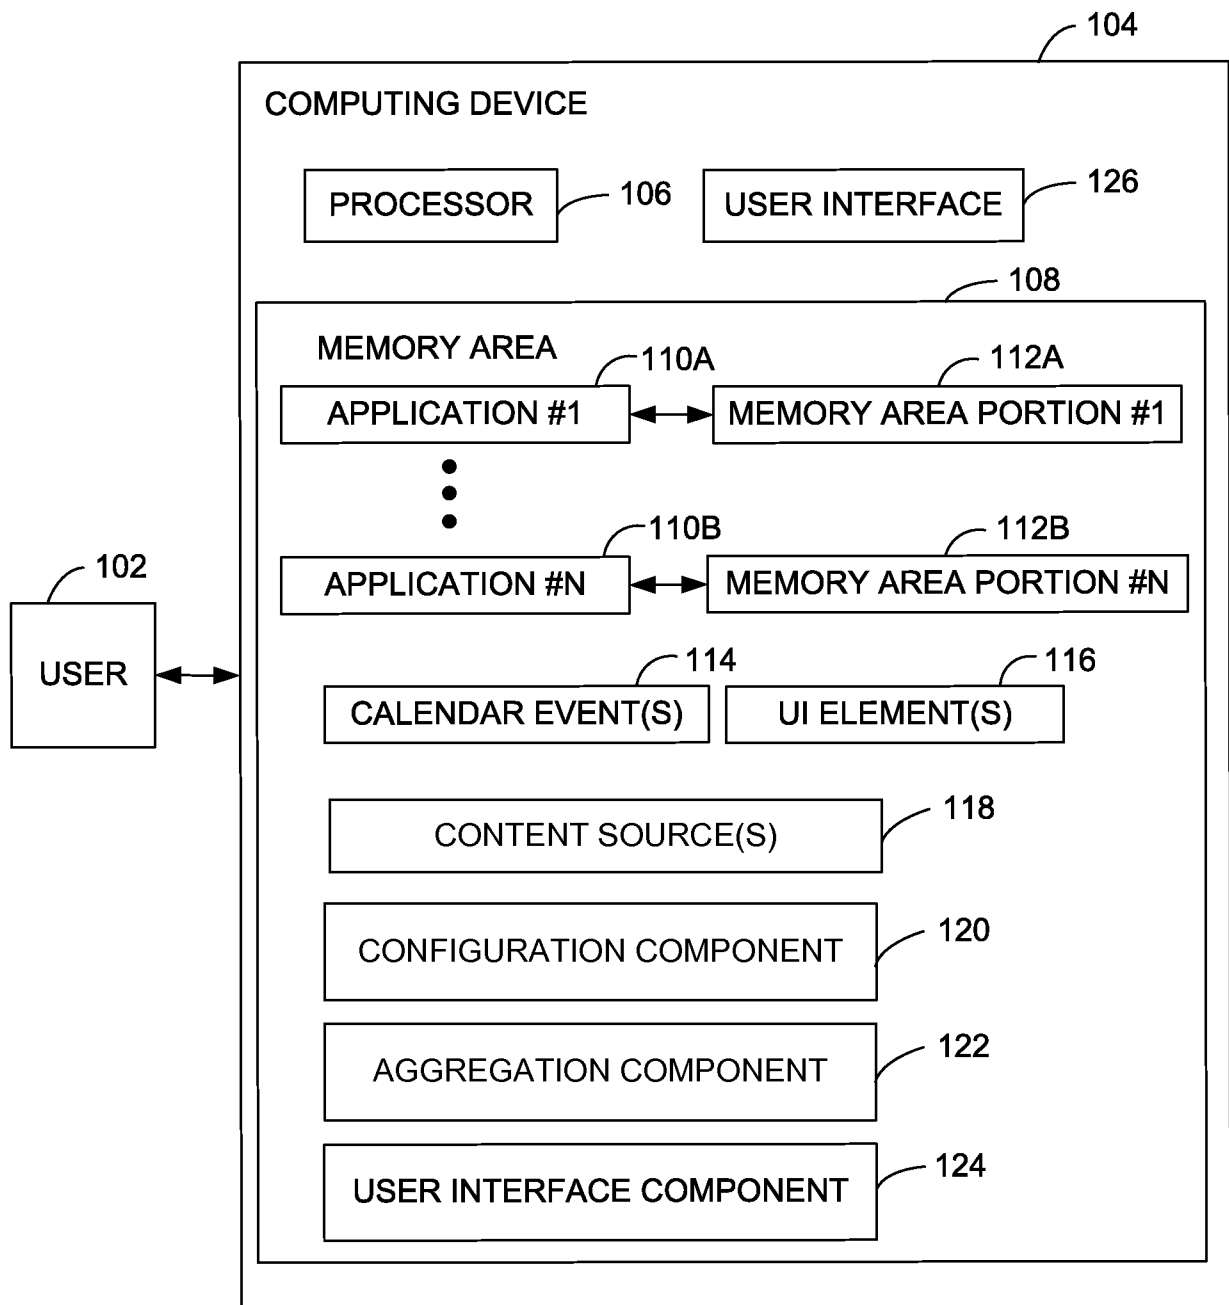 104
COMPUTING DEVICE
PROCESSOR
106
USER INTERFACE
126
108
MEMORY AREA
110A
112A
APPLICATION #1
MEMORY AREA PORTION #1
110B
112B
APPLICATION #N
MEMORY AREA PORTION #N
102
USER
114
116
CALENDAR EVENT(S)
UI ELEMENT(S)
118
CONTENT SOURCE(S)
120
CONFIGURATION COMPONENT
122
AGGREGATION COMPONENT
124
USER INTERFACE COMPONENT